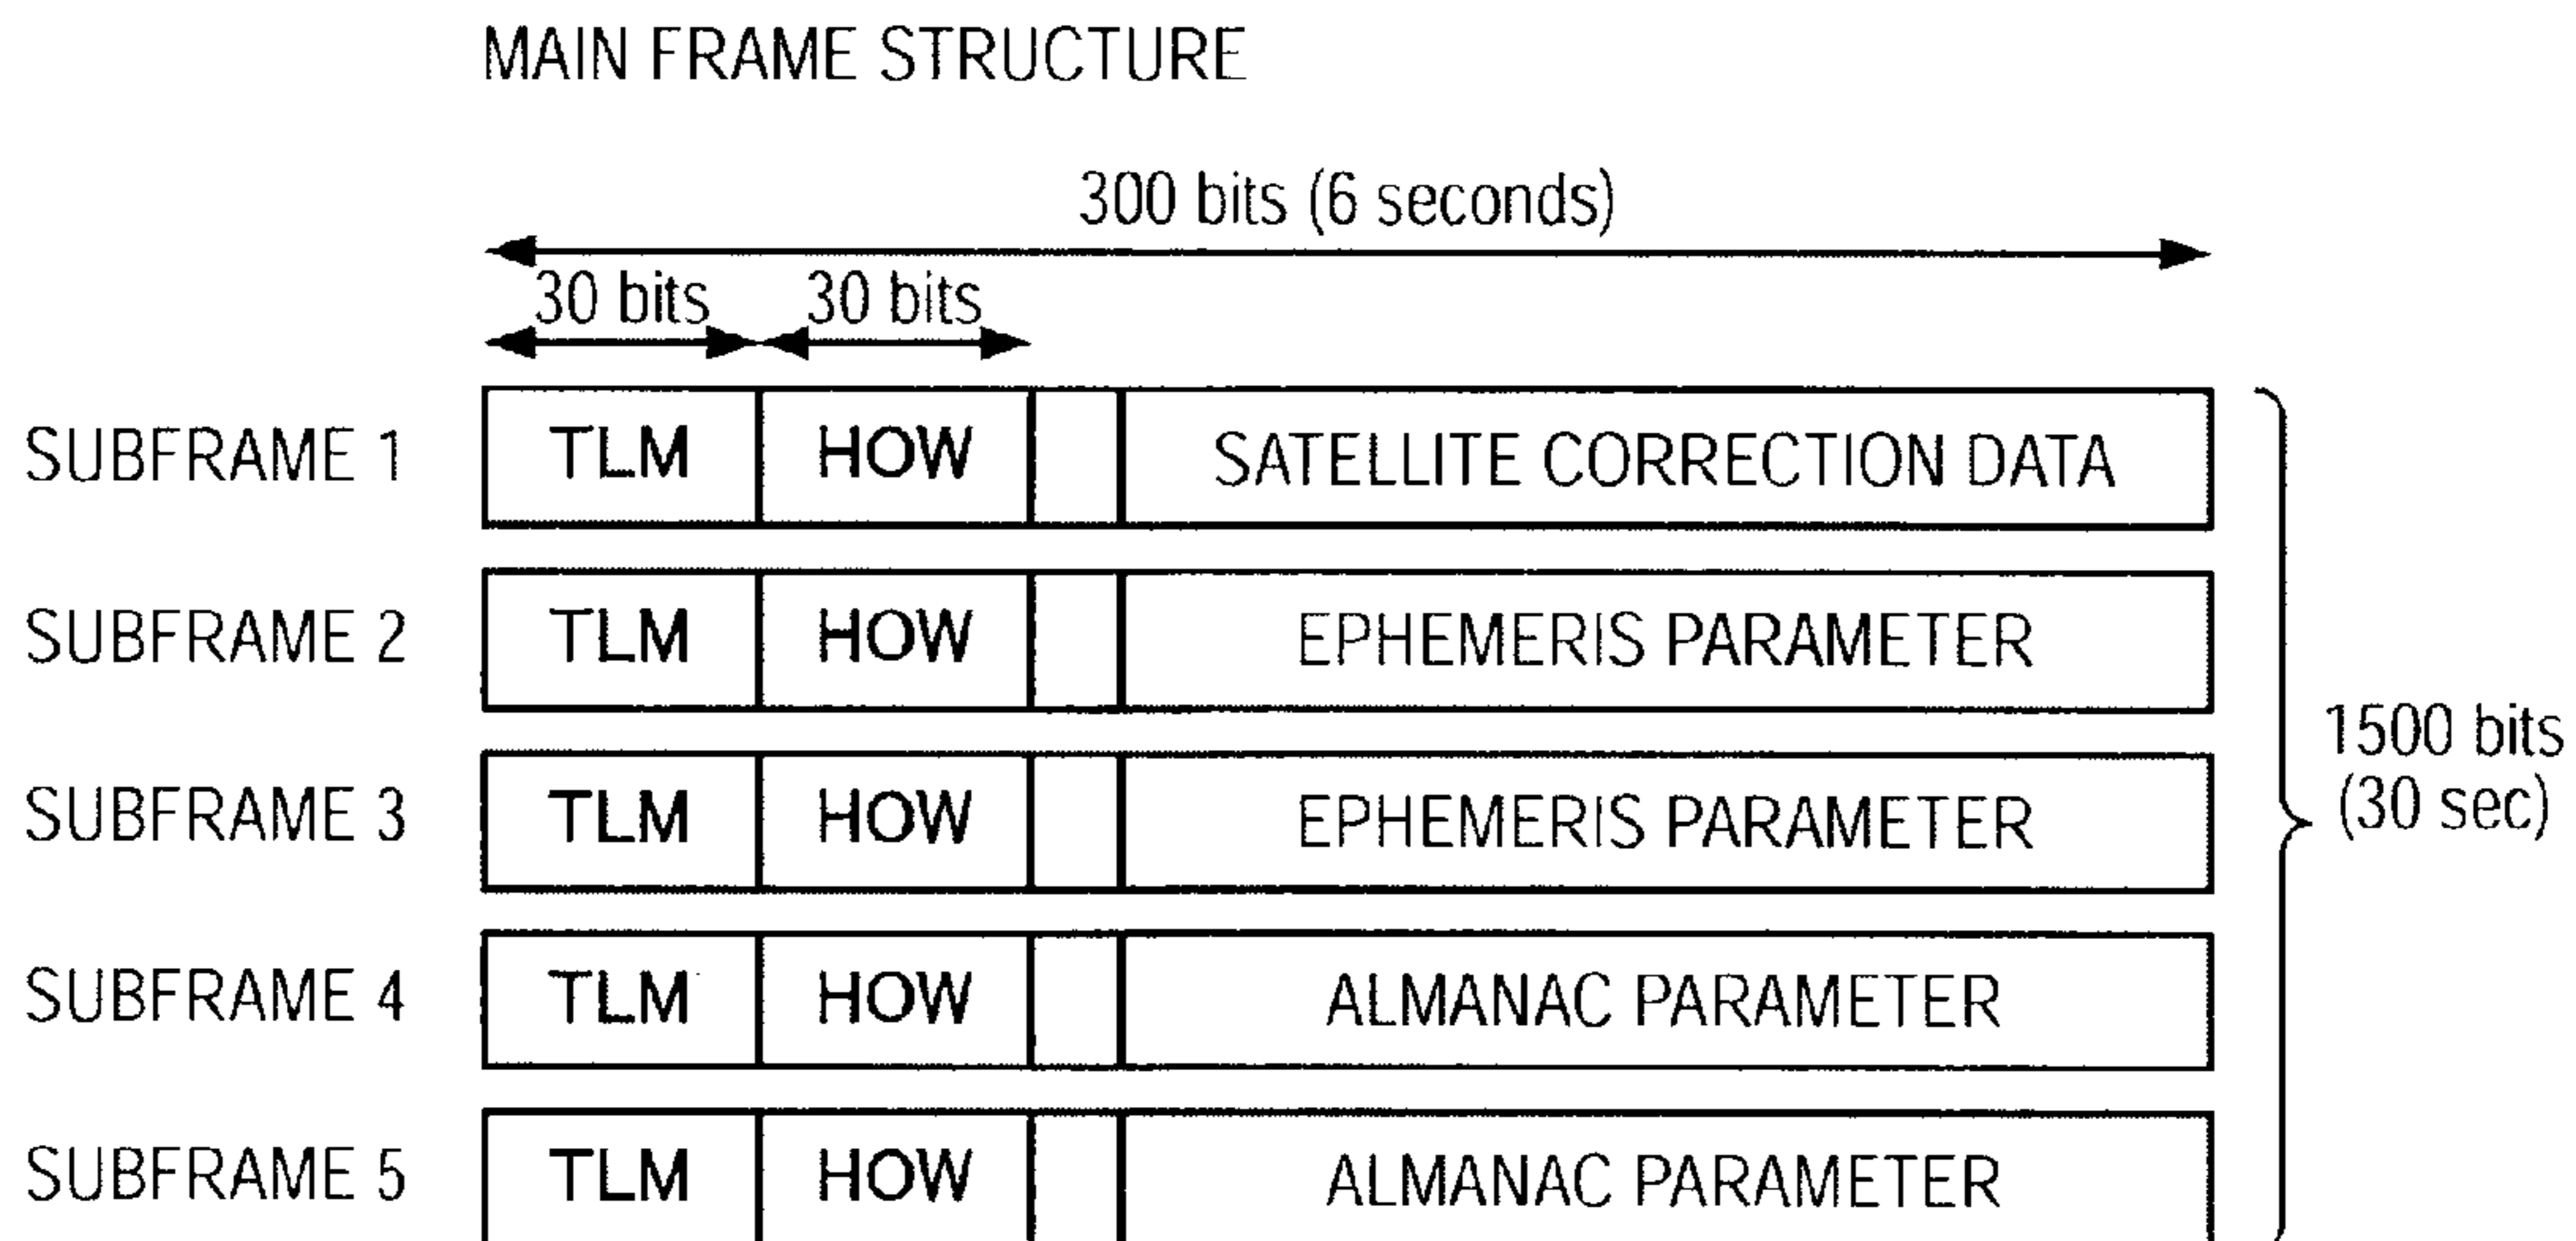 MAIN FRAME STRUCTURE
300 bits (6 seconds)
30 bits 30 bits
SUBFRAME 1 TLM HOW SATELLITE CORRECTION DATA
SUBFRAME 2 TLM HOW EPHEMERIS PARAMETER
SUBFRAME 3 TLM HOW EPHEMERIS PARAMETER
1500 bits
(30 sec)
SUBFRAME 4 TLM HOW ALMANAC PARAMETER
SUBFRAME 5 TLM HOW ALMANAC PARAMETER